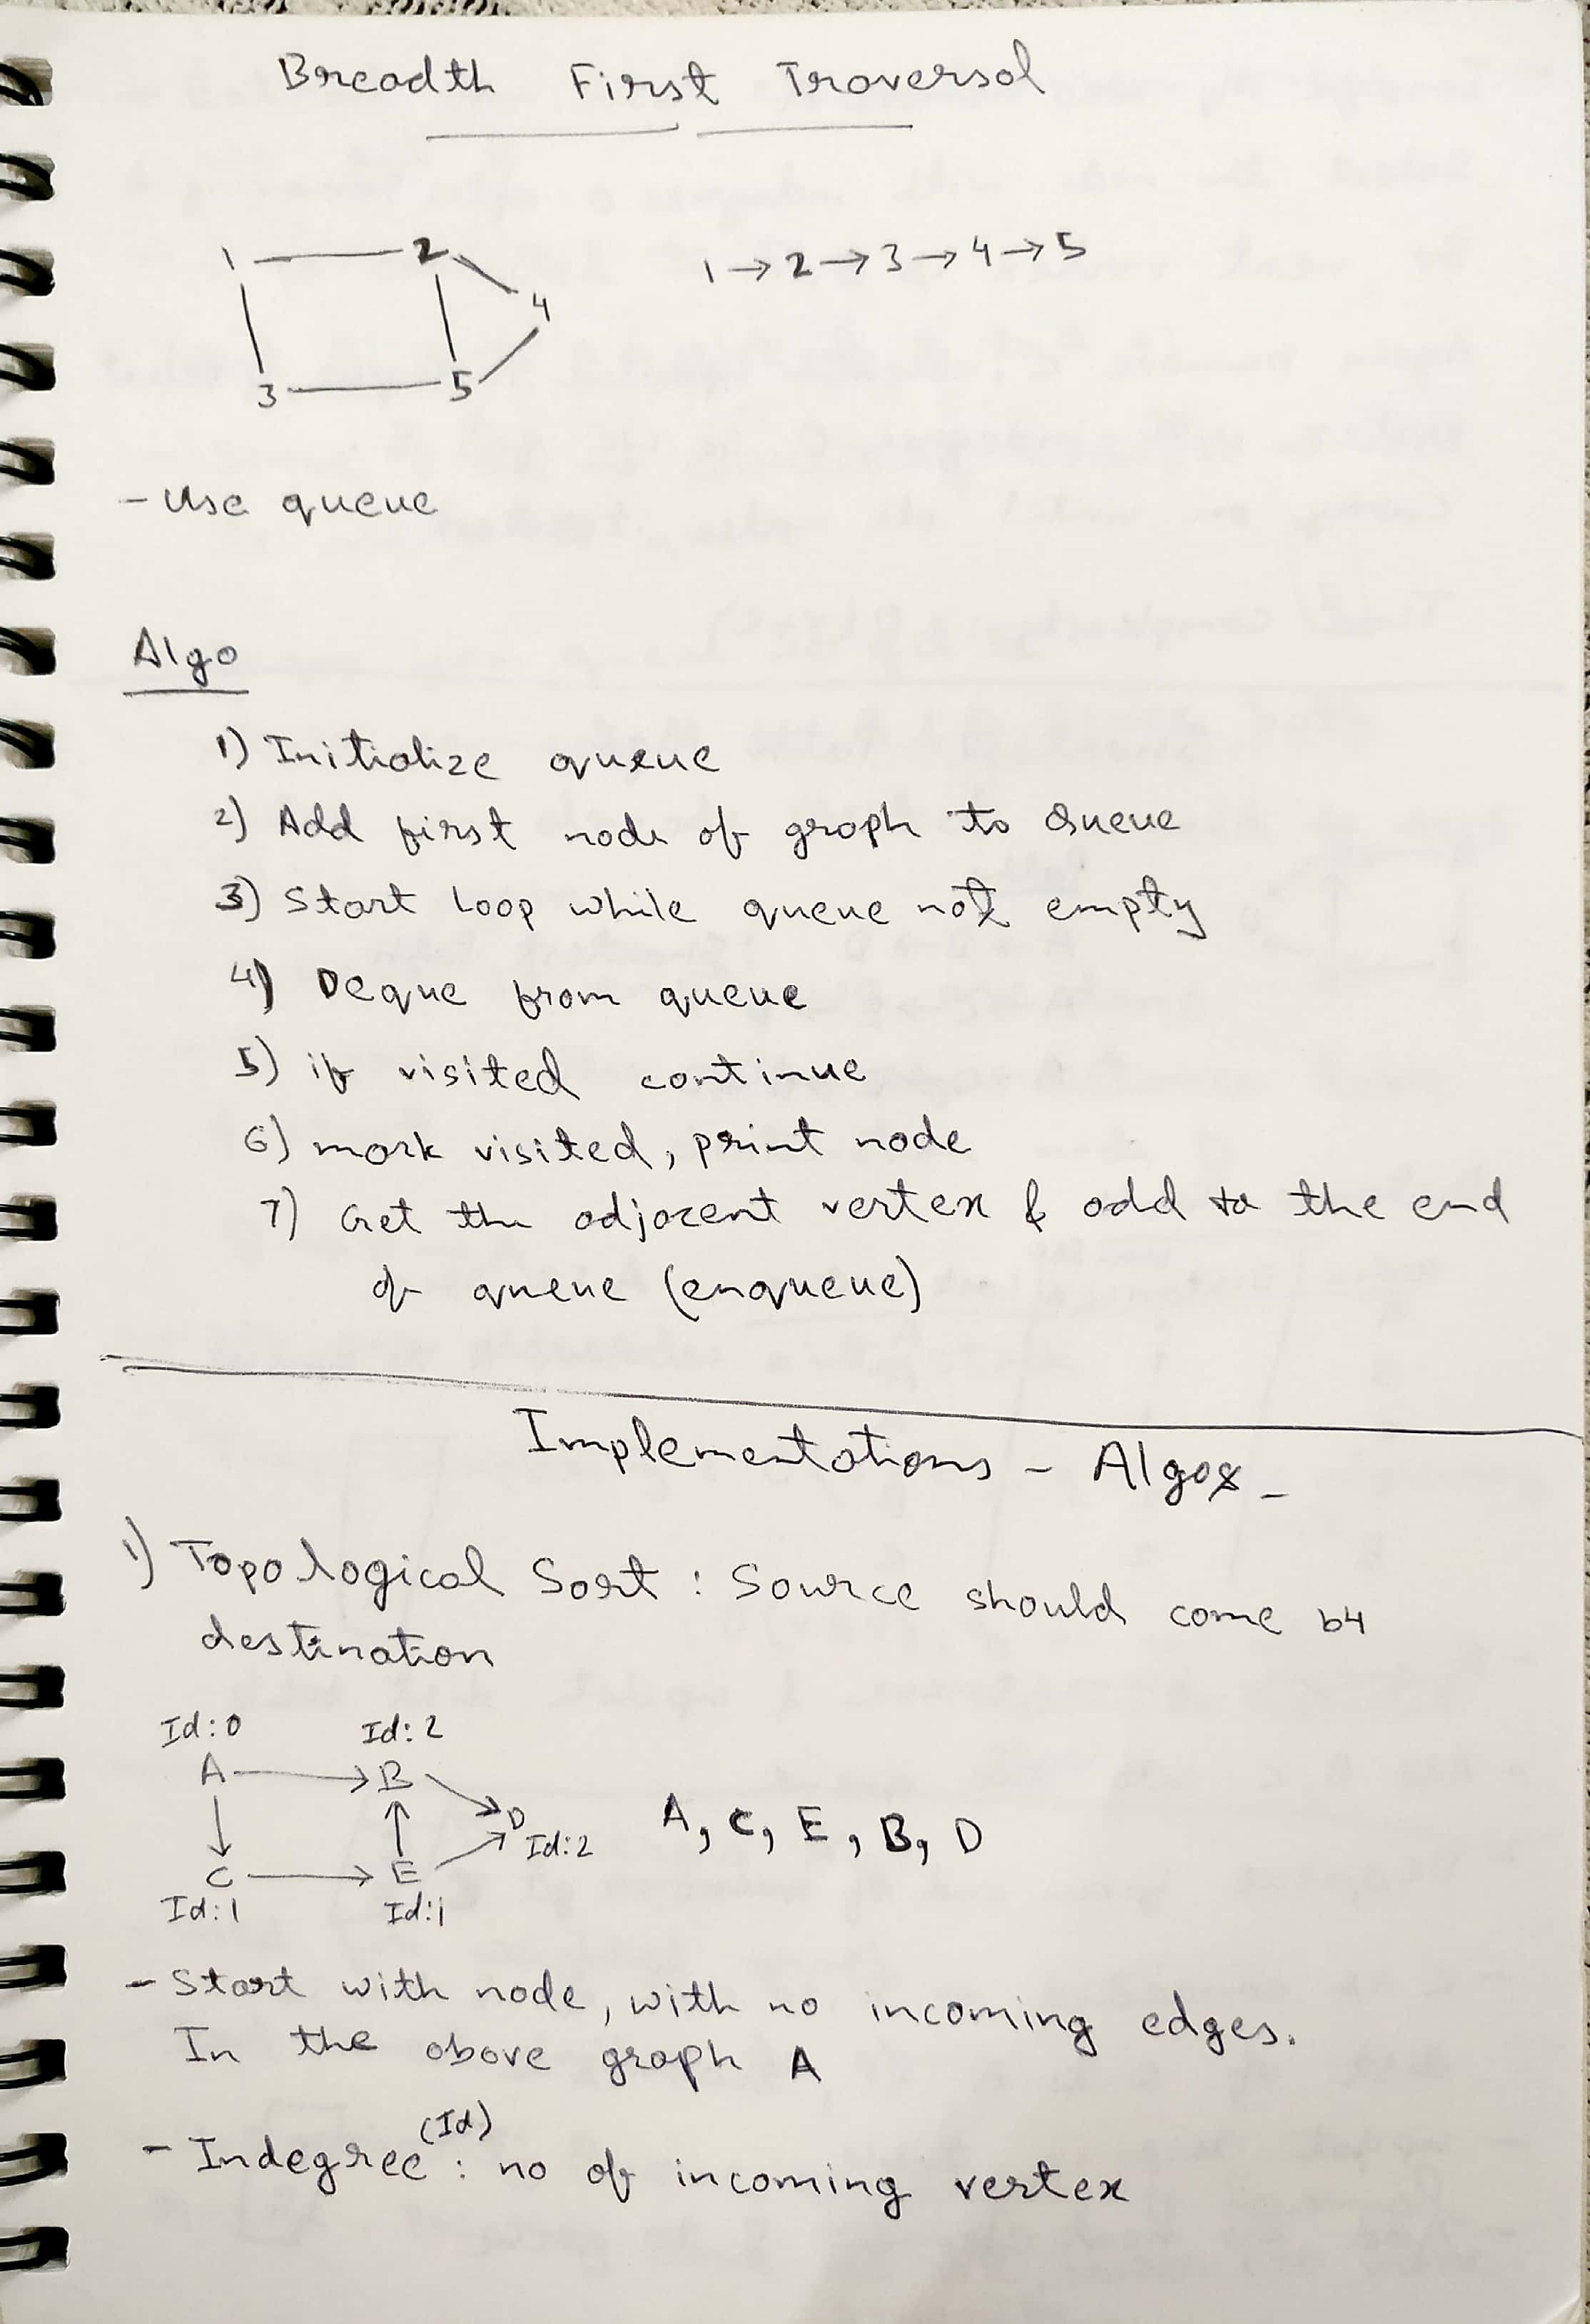 Breadth First Traversal
1 2 1→2→3→4→5
4
3 5
- Use queue
Algo
1) Initialize queue
2) Add first node of graph to Queue
3) Start Loop while queue not empty
4) Deque from queue
5) if visited continue
6) mark visited, print node
7) Get the adjacent vertex & add to the end
of queue (enqueue)
Implementations - Algos -
1) Topological Sort : Source should come b4
destination
Id:0 Id:2
A → B
D A, C, E, B, D
Id:2
C → E
Id:1 Id:1
- Start with node, with no incoming edges.
In the above graph A
(Id)
- Indegree : no of incoming vertex